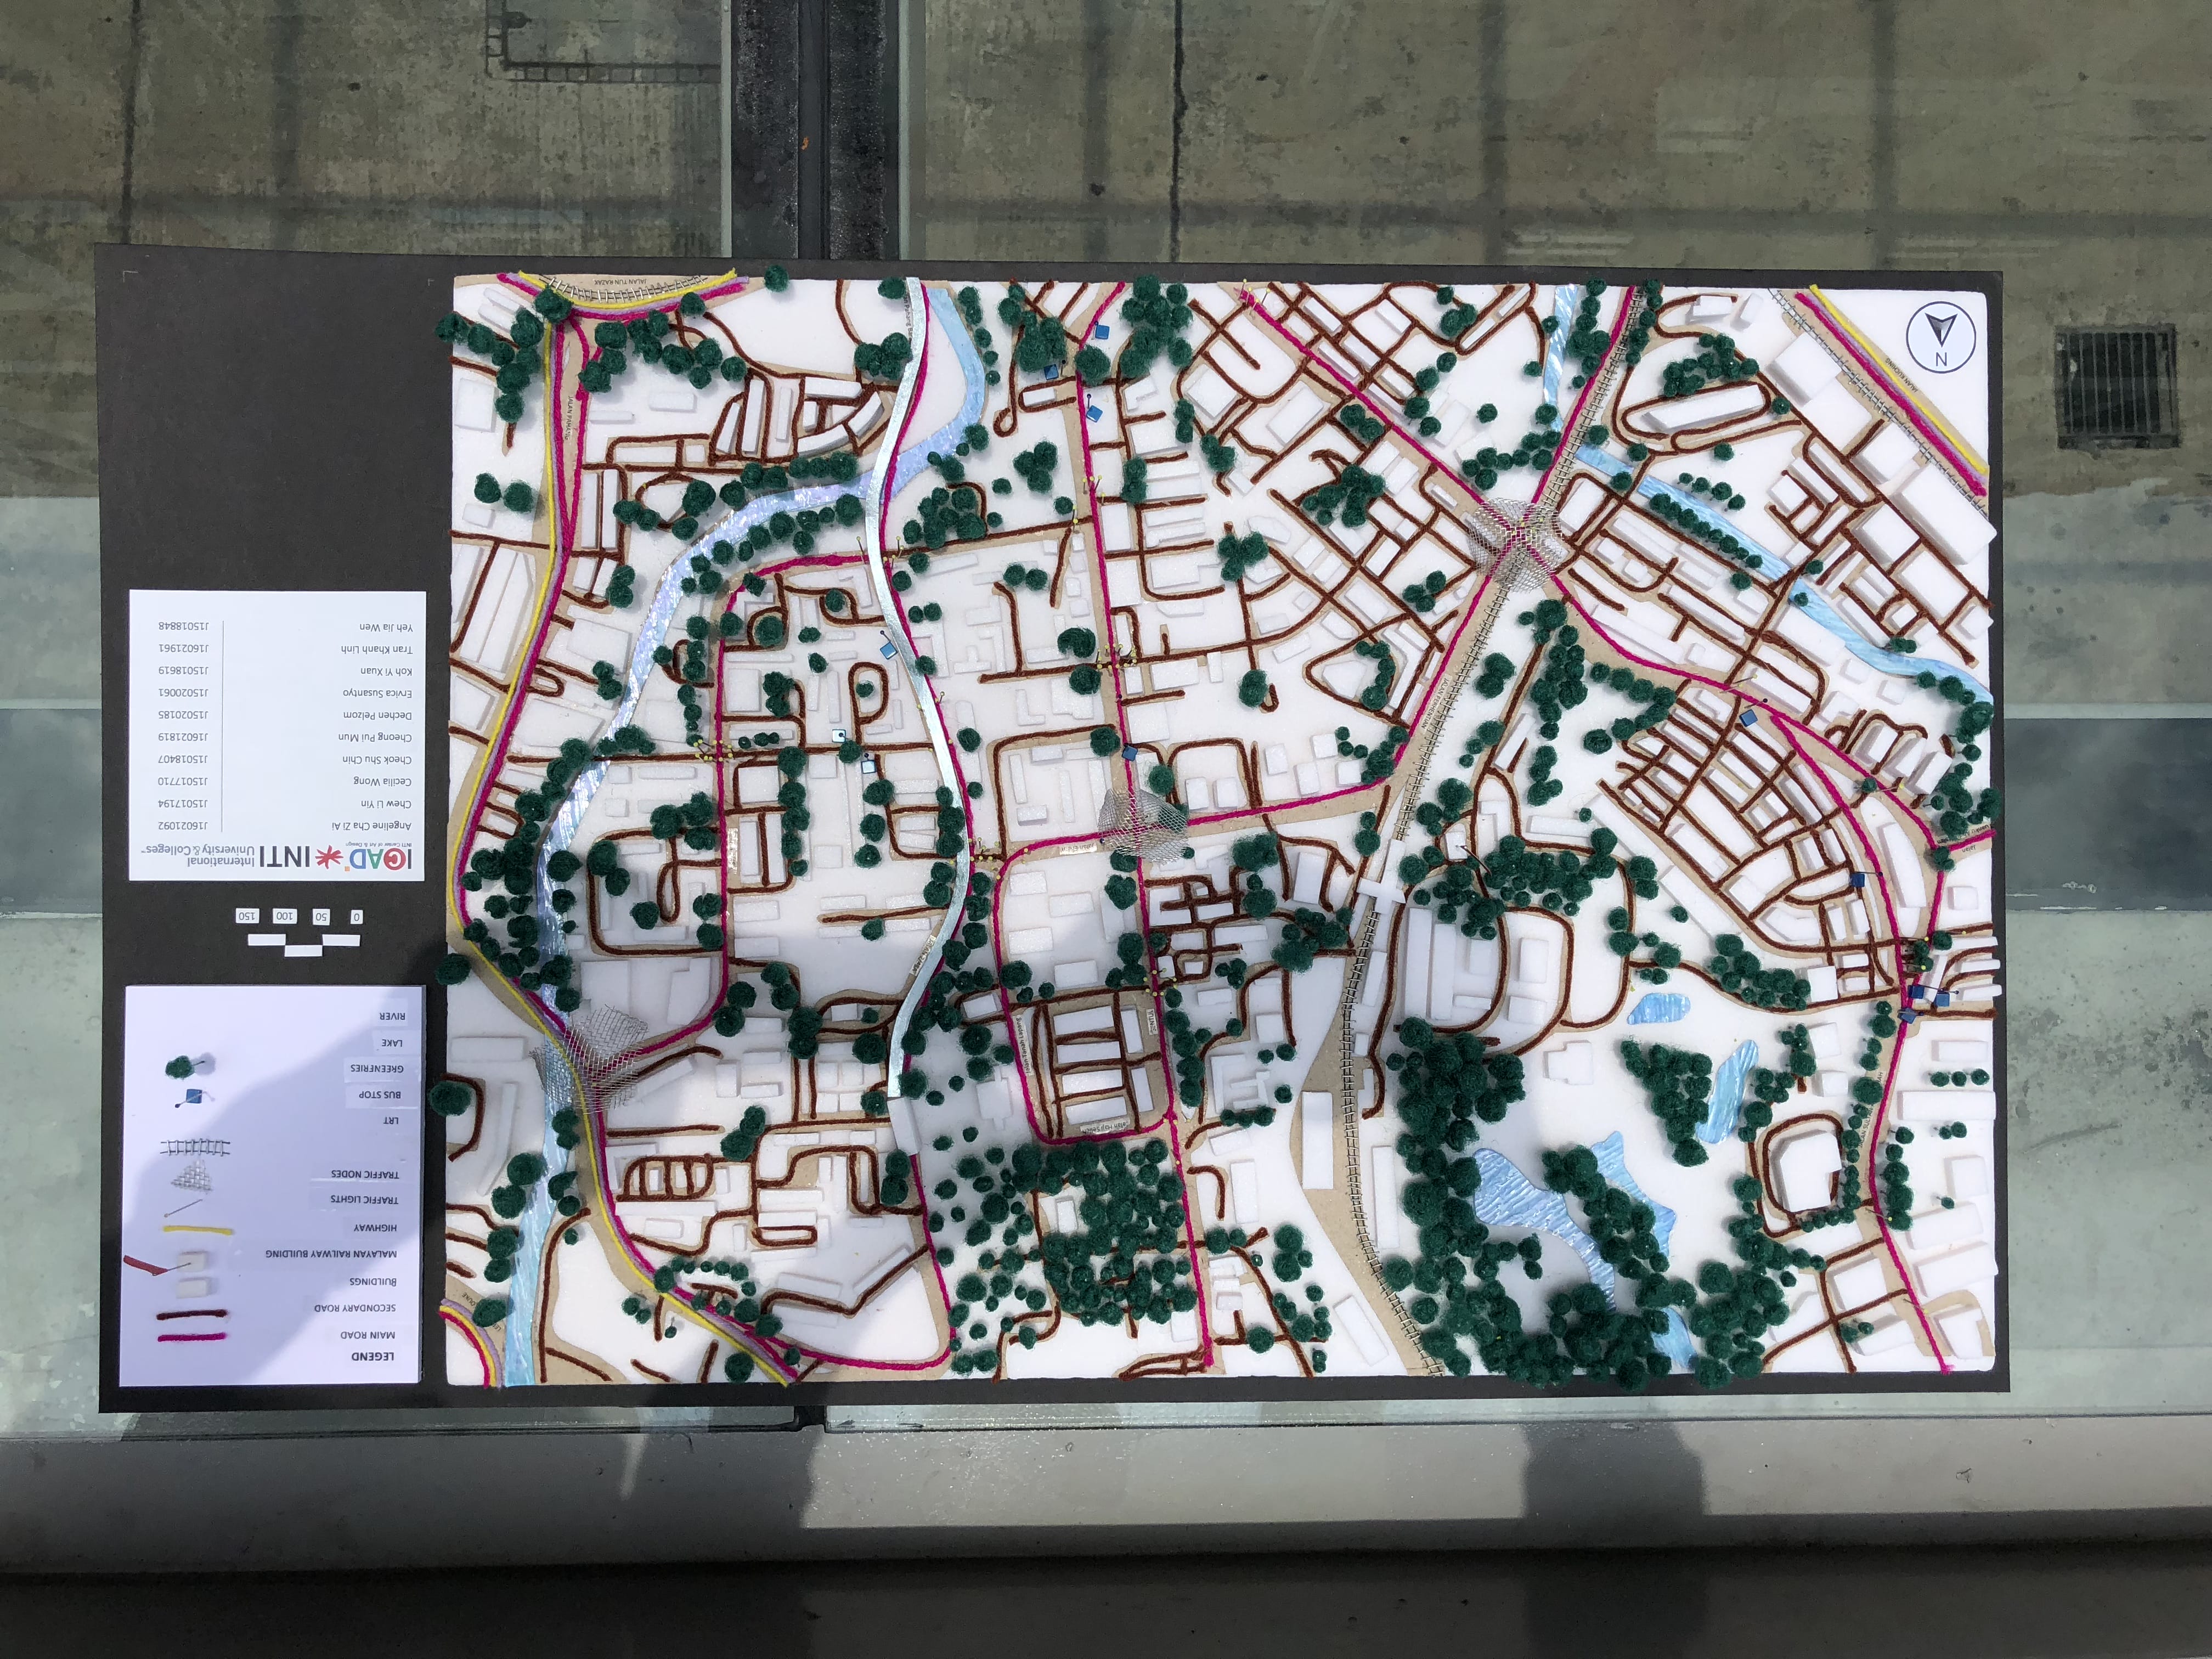 LEGEND
MAIN ROAD
SECONDARY ROAD
BUILDINGS
MALAYAN RAILWAY BUILDING
HIGHWAY
TRAFFIC LIGHTS
TRAFFIC NODES
LRT
BUS STOP
GREENERIES
LAKE
RIVER
0 50 100 150
ICAD
INTI Center of Art & Design
INTI International University & Colleges™
Angeline Cha Zi Ai J16021092
Chew Li Yin J15017194
Cecilia Wong J15017710
Cheok Shu Chin J15018407
Cheong Pui Mun J16021819
Dechen Pelzom J15020185
Ervica Susantyo J15020061
Koh Yi Xuan J15018619
Tran Khanh Linh J16021961
Yeh Jia Wen J15018848
JALAN PAHANG
JALAN TUN RAZAK
Jalan Tanah Lapang
SENTUL
JALAN PERHENTIAN
JALAN KUCHING
N